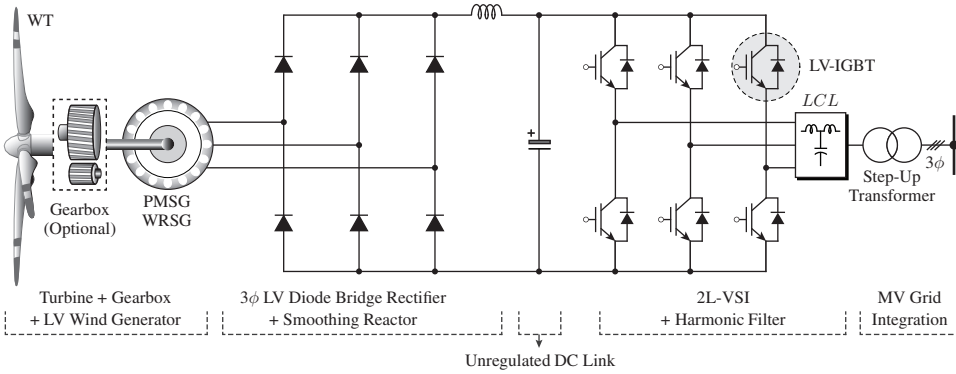 WT
LV-IGBT
LCL
+
3ϕ
Step-Up
Transformer
PMSG
WRSG
Gearbox
(Optional)
Turbine + Gearbox
+ LV Wind Generator
3ϕ LV Diode Bridge Rectifier
+ Smoothing Reactor
2L-VSI
+ Harmonic Filter
MV Grid
Integration
Unregulated DC Link